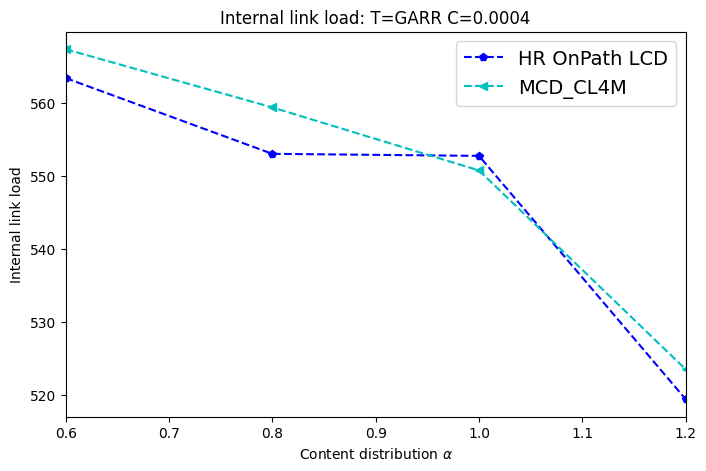 Internal link load: T=GARR C=0.0004
HR OnPath LCD
MCD_CL4M
Internal link load
560
550
540
530
520
0.6 0.7 0.8 0.9 1.0 1.1 1.2
Content distribution α